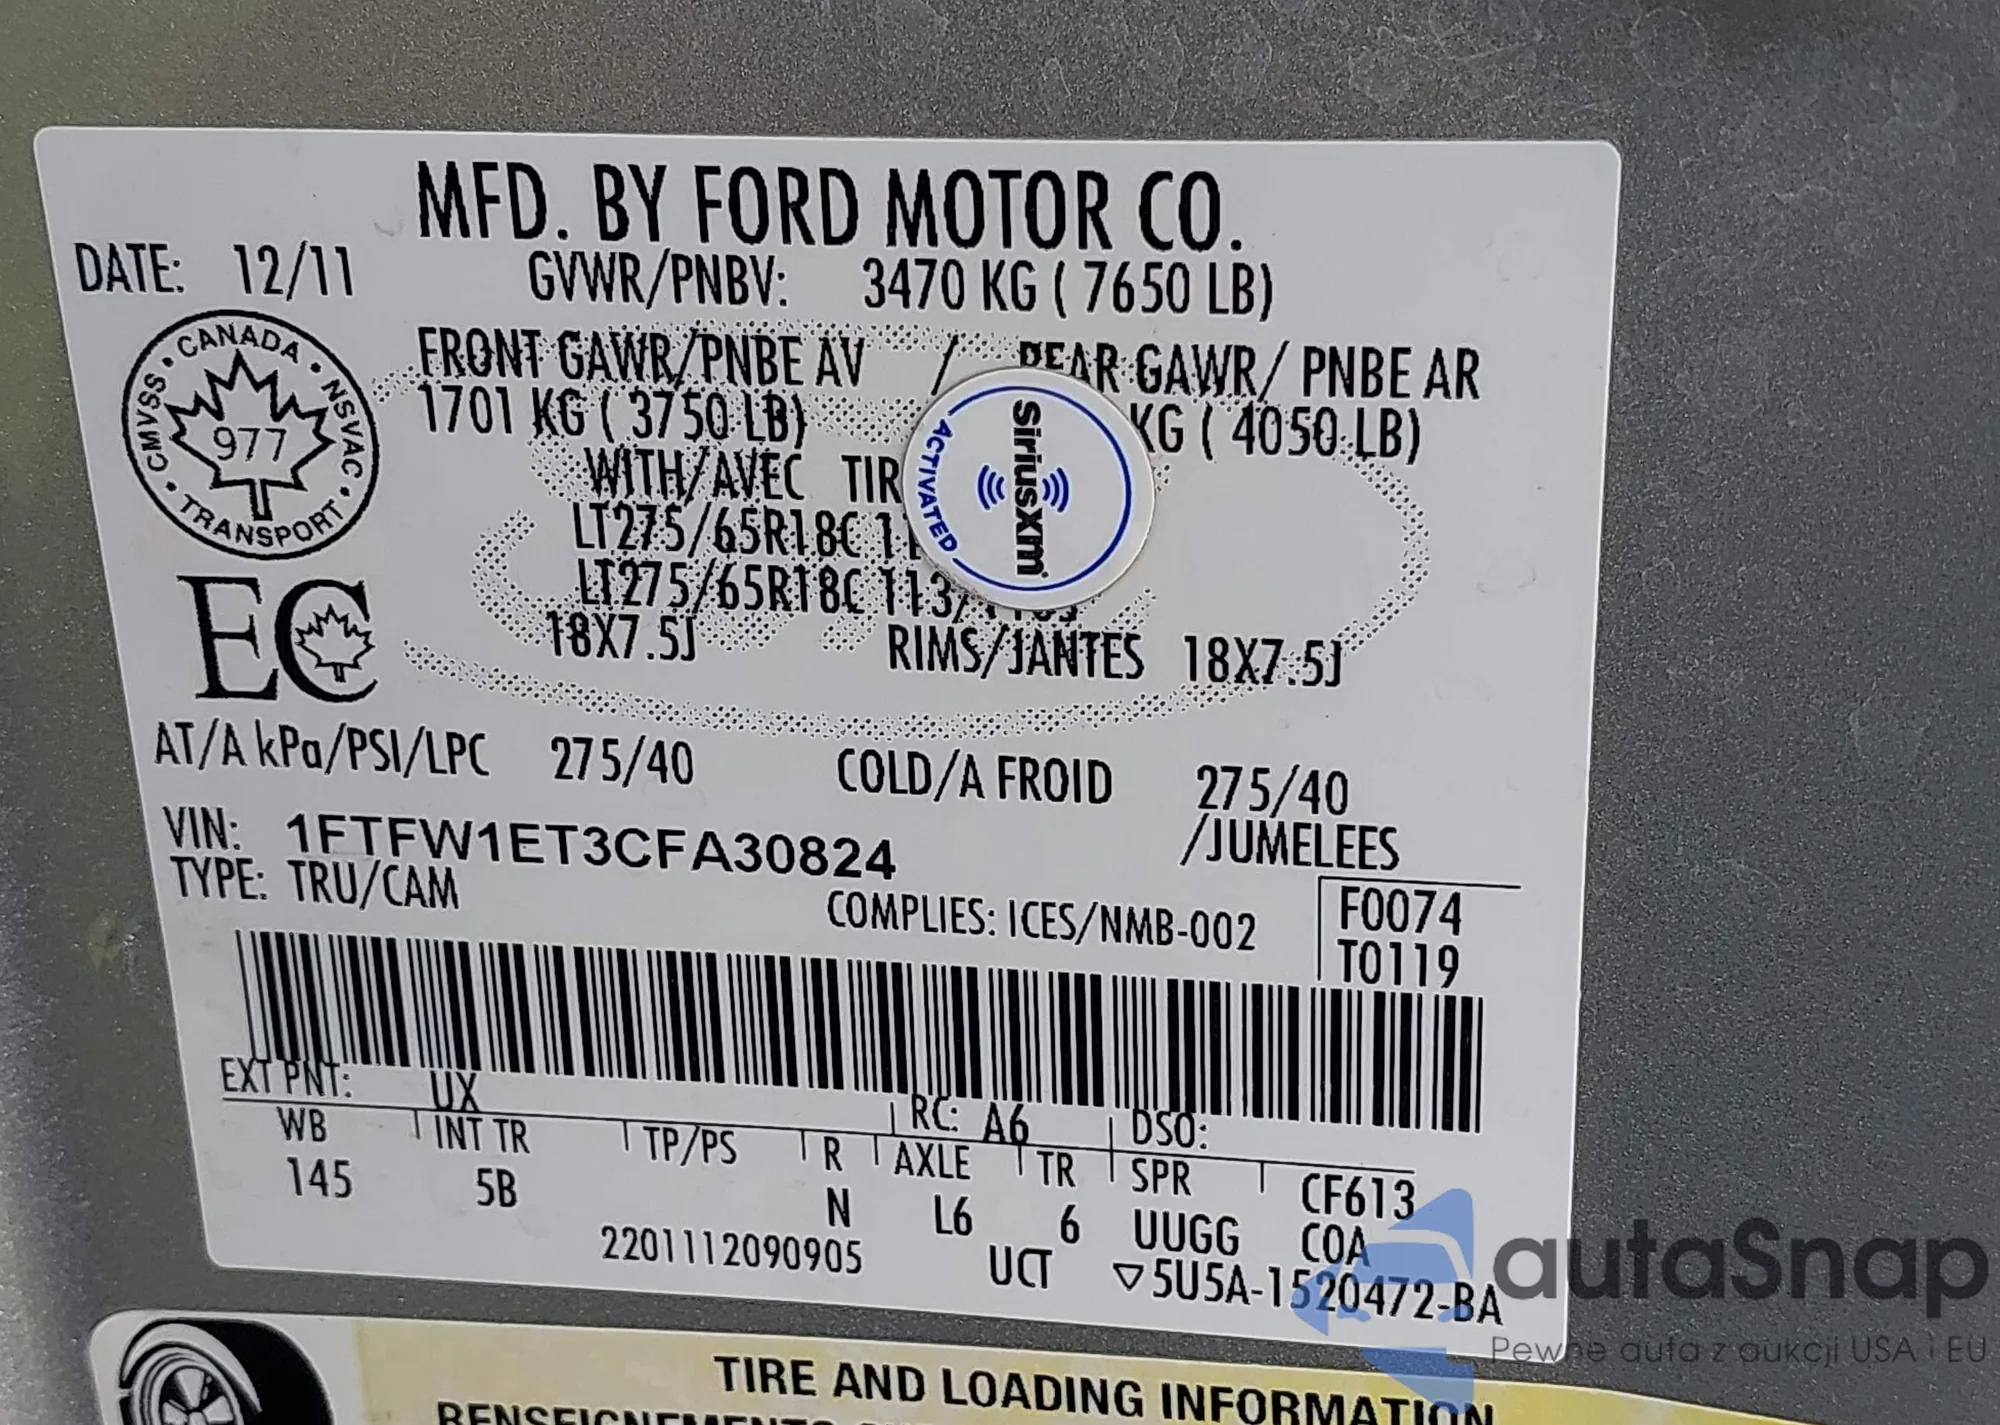 MFD. BY FORD MOTOR CO.
DATE: 12/11 GVWR/PNBV: 3470 KG ( 7650 LB)
FRONT GAWR/PNBE AV / REAR GAWR/ PNBE AR
1701 KG ( 3750 LB) KG ( 4050 LB)
WITH/AVEC TIR
LT275/65R18C
LT275/65R18C 113/
18X7.5J RIMS/JANTES 18X7.5J
CANADA
CMVSS NSVAC
977
TRANSPORT
EC
SiriusXm
ACTIVATED
AT/A kPa/PSI/LPC 275/40 COLD/A FROID 275/40
VIN: 1FTFW1ET3CFA30824 /JUMELEES
TYPE: TRU/CAM
COMPLIES: ICES/NMB-002 F0074
T0119
EXT PNT: UX RC: A6 DSO:
WB INT TR TP/PS R AXLE TR SPR CF613
145 5B N L6 6 UUGG COA
2201112090905 UCT ▽5U5A-1520472-BA
autaSnap
Pewne auta z aukcji USA i EU
TIRE AND LOADING INFORMATION